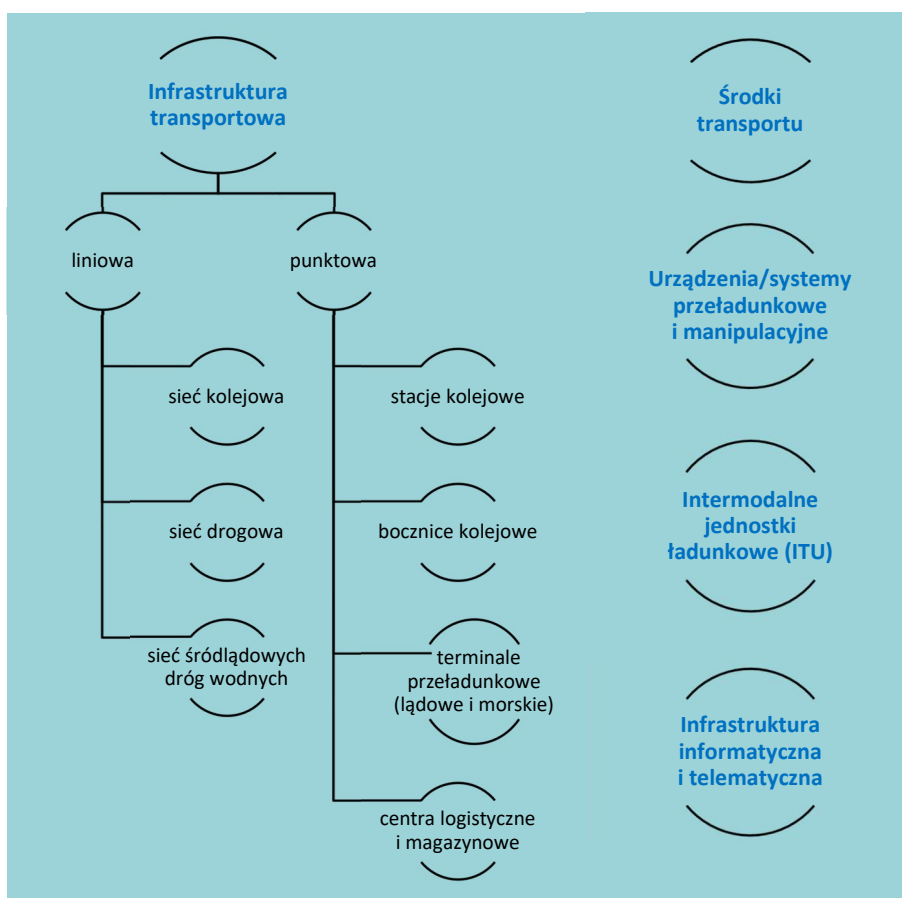 Infrastruktura
transportowa
liniowa
punktowa
sieć kolejowa
stacje kolejowe
sieć drogowa
bocznice kolejowe
sieć śródlądowych
dróg wodnych
terminale
przeładunkowe
(lądowe i morskie)
centra logistyczne
i magazynowe
Środki
transportu
Urządzenia/systemy
przeładunkowe
i manipulacyjne
Intermodalne
jednostki
ładunkowe (ITU)
Infrastruktura
informatyczna
i telematyczna